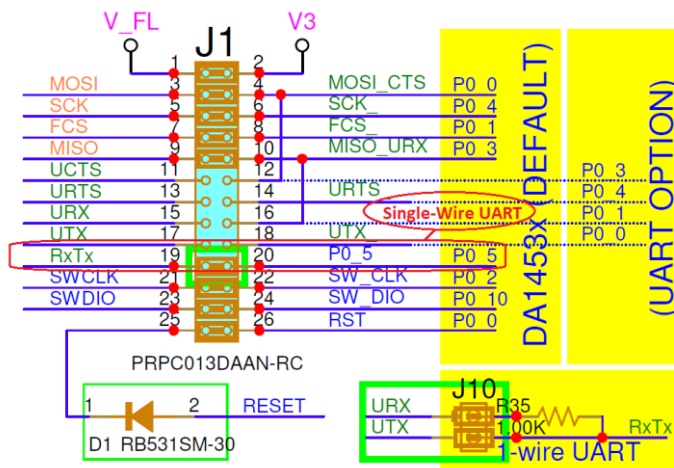 V_FL J1 V3
1 2
MOSI 3 4 MOSI_CTS P0_0
SCK 5 6 SCK_ P0_4
FCS 7 8 FCS_ P0_1
MISO 9 10 MISO_URX P0_3
UCTS 11 12 P0_3
URTS 13 14 URTS P0_4
URX 15 16 Single-Wire UART P0_1
UTX 17 18 UTX_ P0_0
RxTx 19 20 P0_5 P0_5
SWCLK 21 22 SW_CLK P0_2
SWDIO 23 24 SW_DIO P0_10
25 26 RST P0_0
DA1453x (DEFAULT)
(UART OPTION)
PRPC013DAAN-RC
1 2 RESET
D1 RB531SM-30
J10
URX R35
UTX 1.00K RxTx
1-wire UART